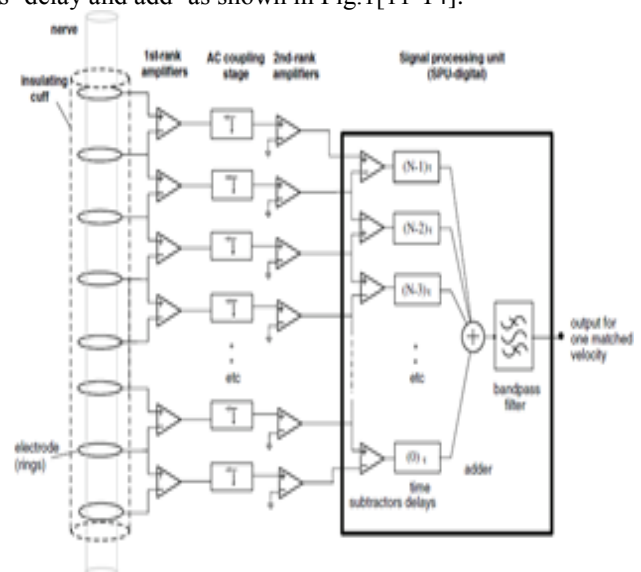 s "delay and add" as shown in Fig.1[11-14].
nerve
insulating
cuff
1st-rank
amplifiers
AC coupling
stage
2nd-rank
amplifiers
Signal processing unit
(SPU-digital)
(N-1)τ
(N-2)τ
(N-3)τ
etc
etc
(0)τ
output for
one matched
velocity
bandpass
filter
electrode
(rings)
time
subtractors delays
adder